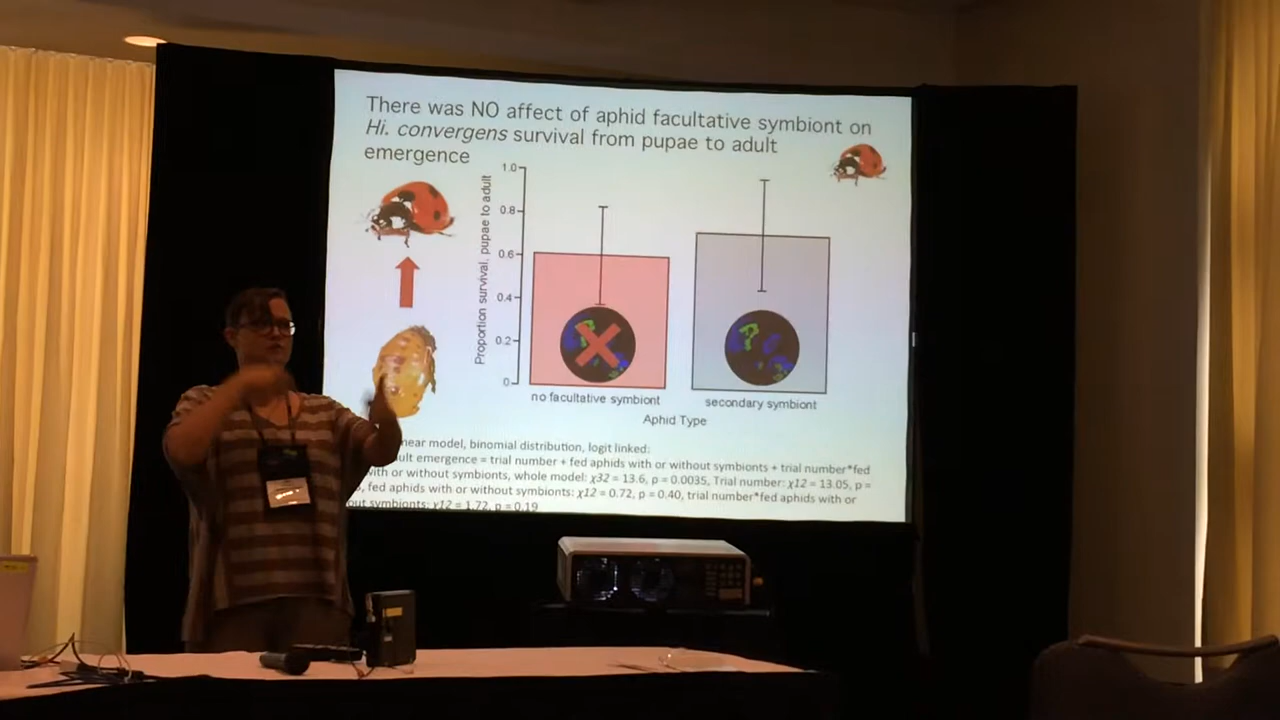 There was NO affect of aphid facultative symbiont on
Hi. convergens survival from pupae to adult
emergence
Proportion survival, pupae to adult
1.0
0.8
0.6
0.4
0.2
0
no facultative symbiont
secondary symbiont
Aphid Type
near model, binomial distribution, logit linked:
ult emergence = trial number + fed aphids with or without symbionts + trial number*fed
with or without symbionts, whole model: χ32 = 13.6, p = 0.0035, Trial number: χ12 = 13.05, p =
, fed aphids with or without symbionts: χ12 = 0.72, p = 0.40, trial number*fed aphids with or
out symbionts: χ12 = 1.72, p = 0.19